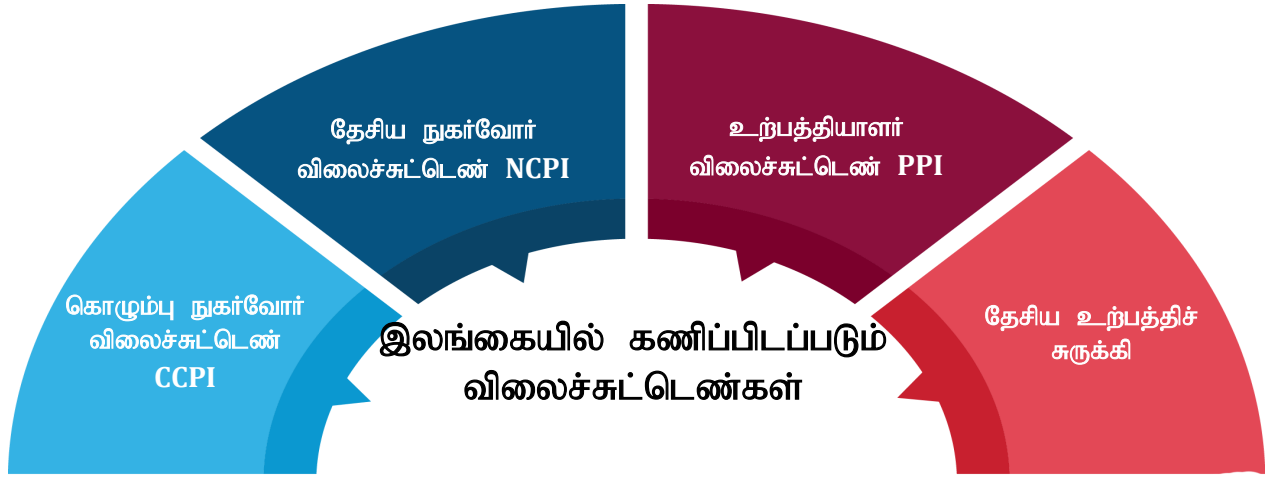 கொழும்பு நுகர்வோர்
விலைச்சுட்டெண்
CCPI
தேசிய நுகர்வோர்
விலைச்சுட்டெண் NCPI
உற்பத்தியாளர்
விலைச்சுட்டெண் PPI
தேசிய உற்பத்திச்
சுருக்கி
இலங்கையில் கணிப்பிடப்படும்
விலைச்சுட்டெண்கள்